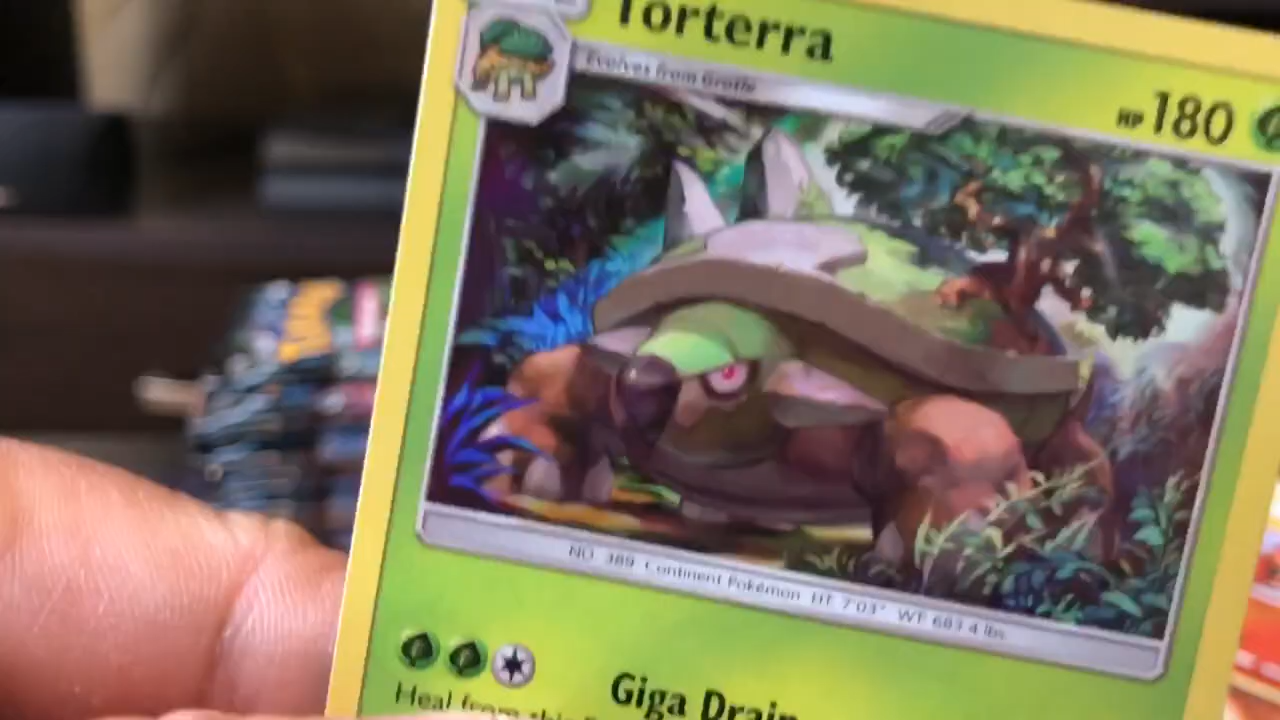 Torterra
Evolves from Grotle
HP 180
NO. 389 Continent Pokémon HT 7'03" WT 683.4 lbs
Giga Drain
Heal from this